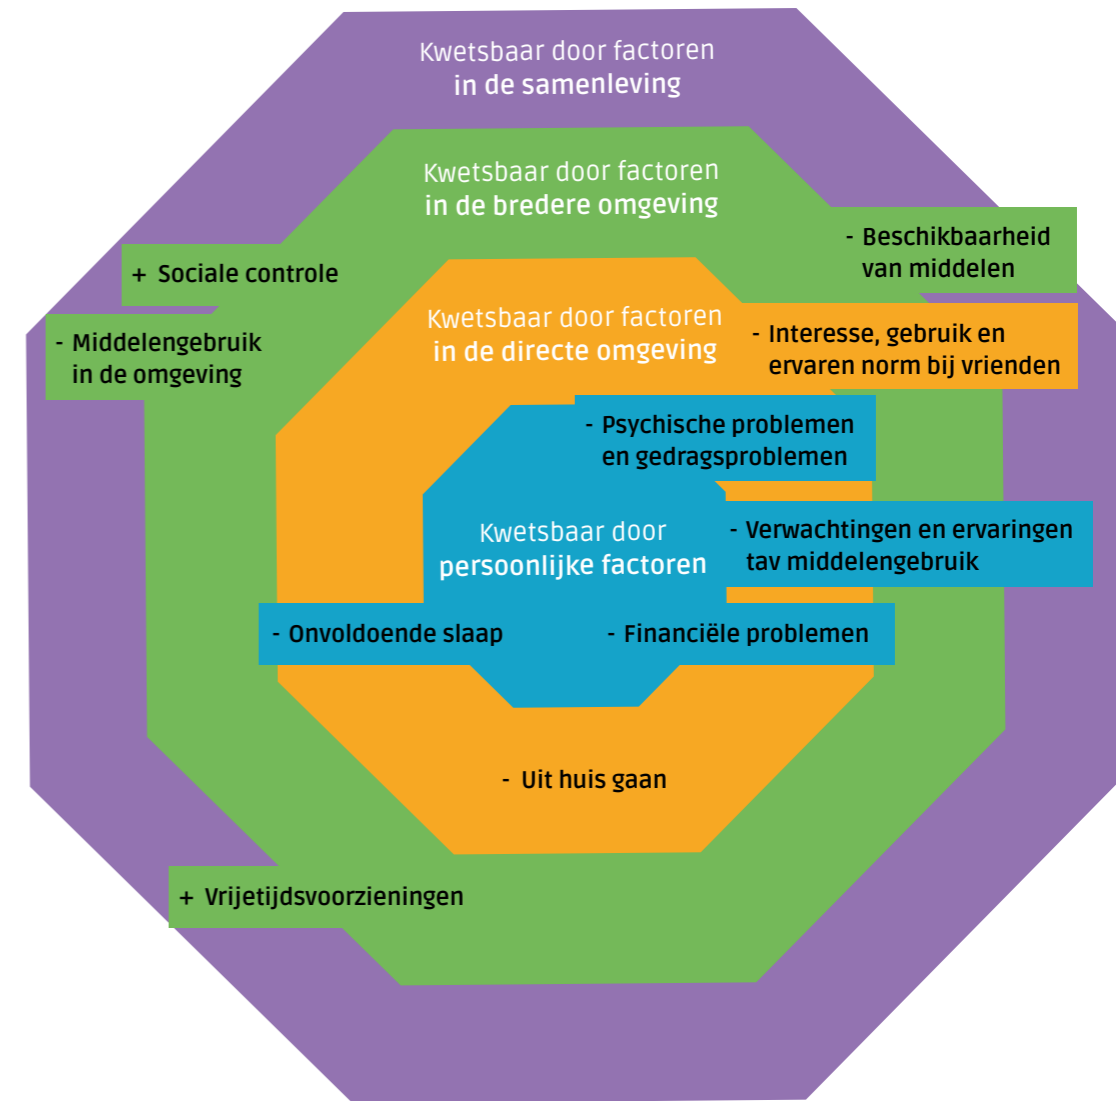 Kwetsbaar door factoren
in de samenleving
Kwetsbaar door factoren
in de bredere omgeving
- Beschikbaarheid
van middelen
+ Sociale controle
- Middelengebruik
in de omgeving
Kwetsbaar door factoren
in de directe omgeving
- Interesse, gebruik en
ervaren norm bij vrienden
- Psychische problemen
en gedragsproblemen
Kwetsbaar door
persoonlijke factoren
- Verwachtingen en ervaringen
tav middelengebruik
- Onvoldoende slaap
- Financiële problemen
- Uit huis gaan
+ Vrijetijdsvoorzieningen